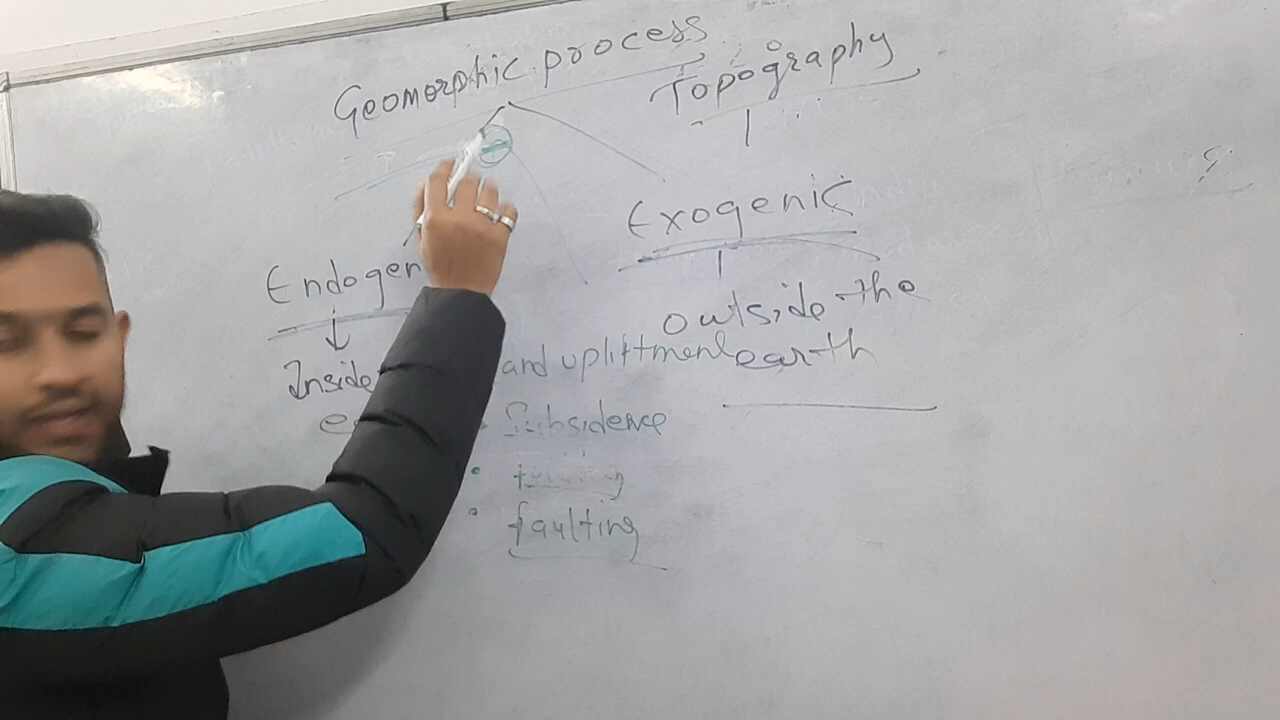 Geomorphic process
Topography
Exogenic
Endogen
outside the
earth
Inside
and upliftment
Subsidence
faulting